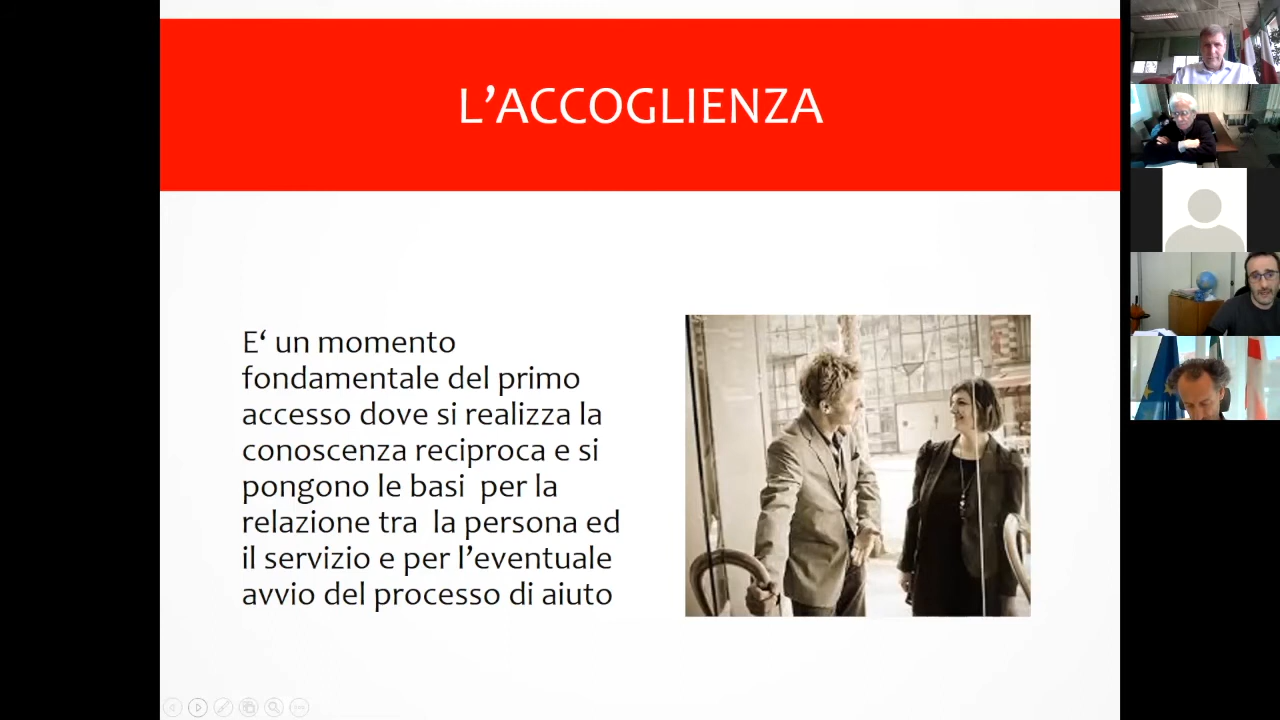 L’ACCOGLIENZA
E‘ un momento
fondamentale del primo
accesso dove si realizza la
conoscenza reciproca e si
pongono le basi  per la
relazione tra  la persona ed
il servizio e per l’eventuale
avvio del processo di aiuto